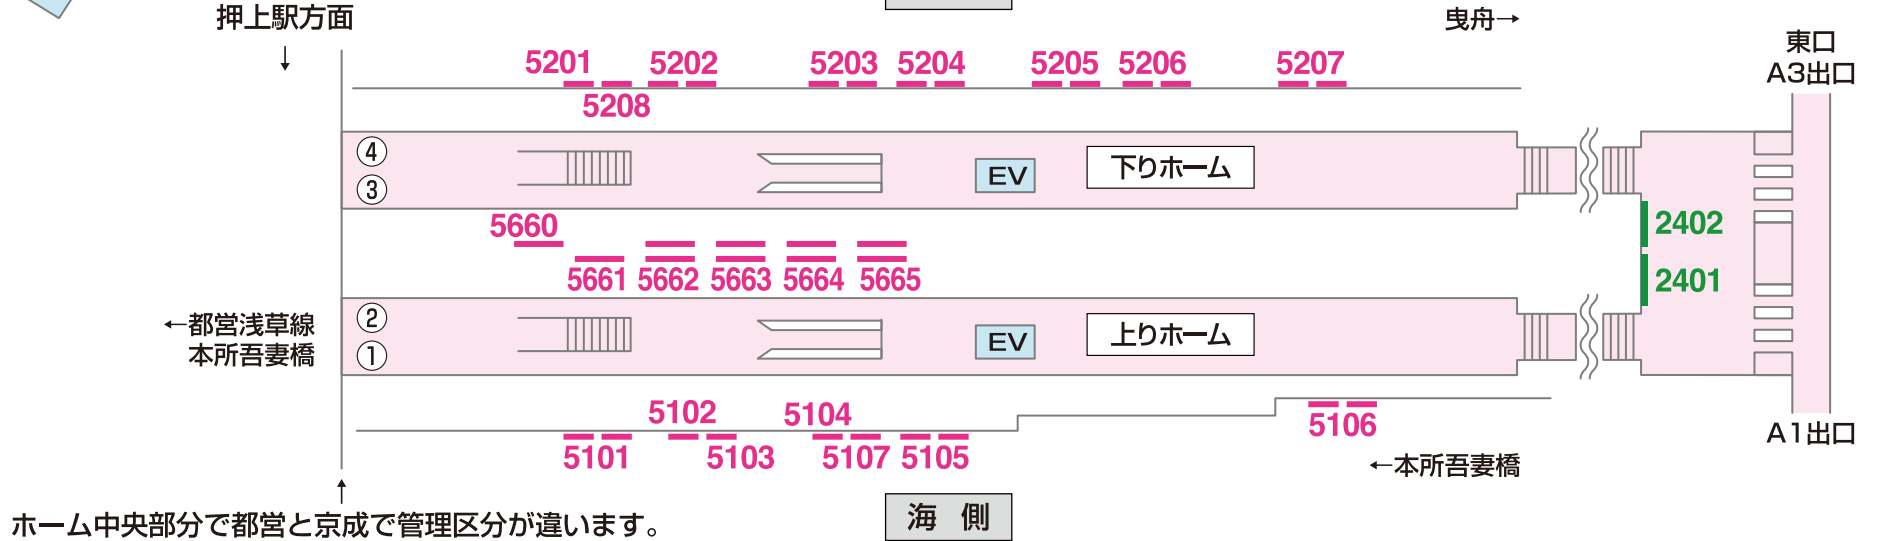 押上駅方面
↓
曳舟→
東口
A3出口
5201
5202
5203
5204
5205
5206
5207
5208
④
③
EV
下りホーム
5660
5661
5662
5663
5664
5665
2402
2401
←都営浅草線
本所吾妻橋
②
①
EV
上りホーム
5102
5104
5101
5103
5107
5105
5106
A1出口
←本所吾妻橋
↑
ホーム中央部分で都営と京成で管理区分が違います。
海 側